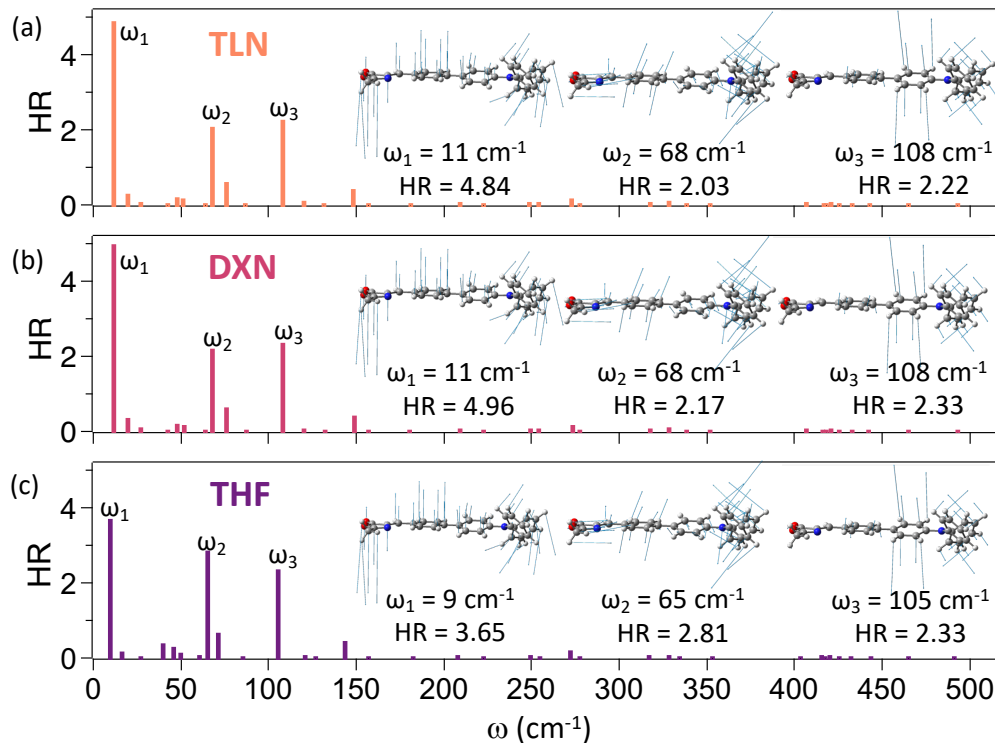 (a)
TLN
HR
4
2
0
ω₁
ω₂
ω₃
ω₁ = 11 cm⁻¹
HR = 4.84
ω₂ = 68 cm⁻¹
HR = 2.03
ω₃ = 108 cm⁻¹
HR = 2.22
(b)
DXN
HR
4
2
0
ω₁
ω₂
ω₃
ω₁ = 11 cm⁻¹
HR = 4.96
ω₂ = 68 cm⁻¹
HR = 2.17
ω₃ = 108 cm⁻¹
HR = 2.33
(c)
THF
HR
4
2
0
ω₁
ω₂
ω₃
ω₁ = 9 cm⁻¹
HR = 3.65
ω₂ = 65 cm⁻¹
HR = 2.81
ω₃ = 105 cm⁻¹
HR = 2.33
0 50 100 150 200 250 300 350 400 450 500
ω (cm⁻¹)